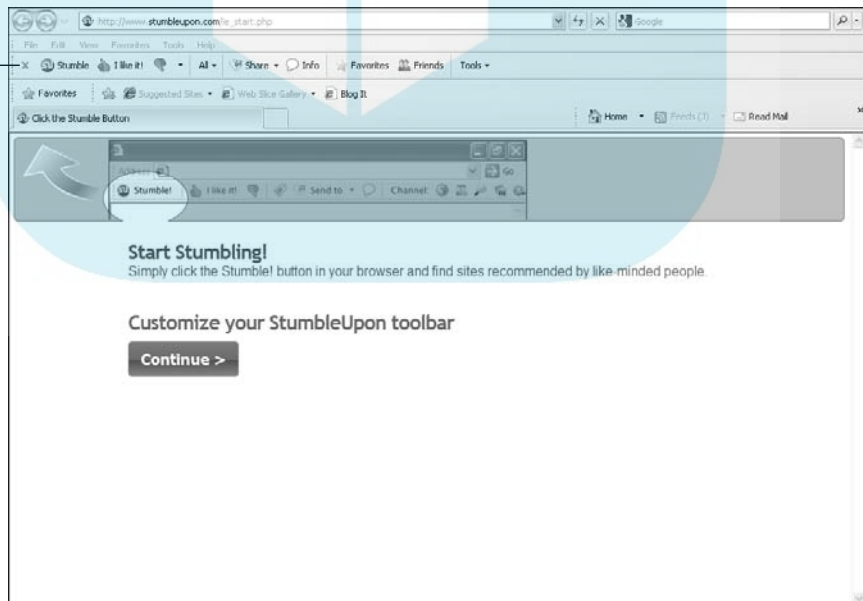 http://www.stumbleupon.com/ie_start.php Google
File Edit View Favorites Tools Help
X Stumble I like it! All Share Info Favorites Friends Tools
Favorites Suggested Sites Web Slice Gallery Blog It
Click the Stumble Button Home Feeds (J) Read Mail
Address Go
Stumble! I like it! Send to Channel:
Start Stumbling!
Simply click the Stumble! button in your browser and find sites recommended by like-minded people.
Customize your StumbleUpon toolbar
Continue >